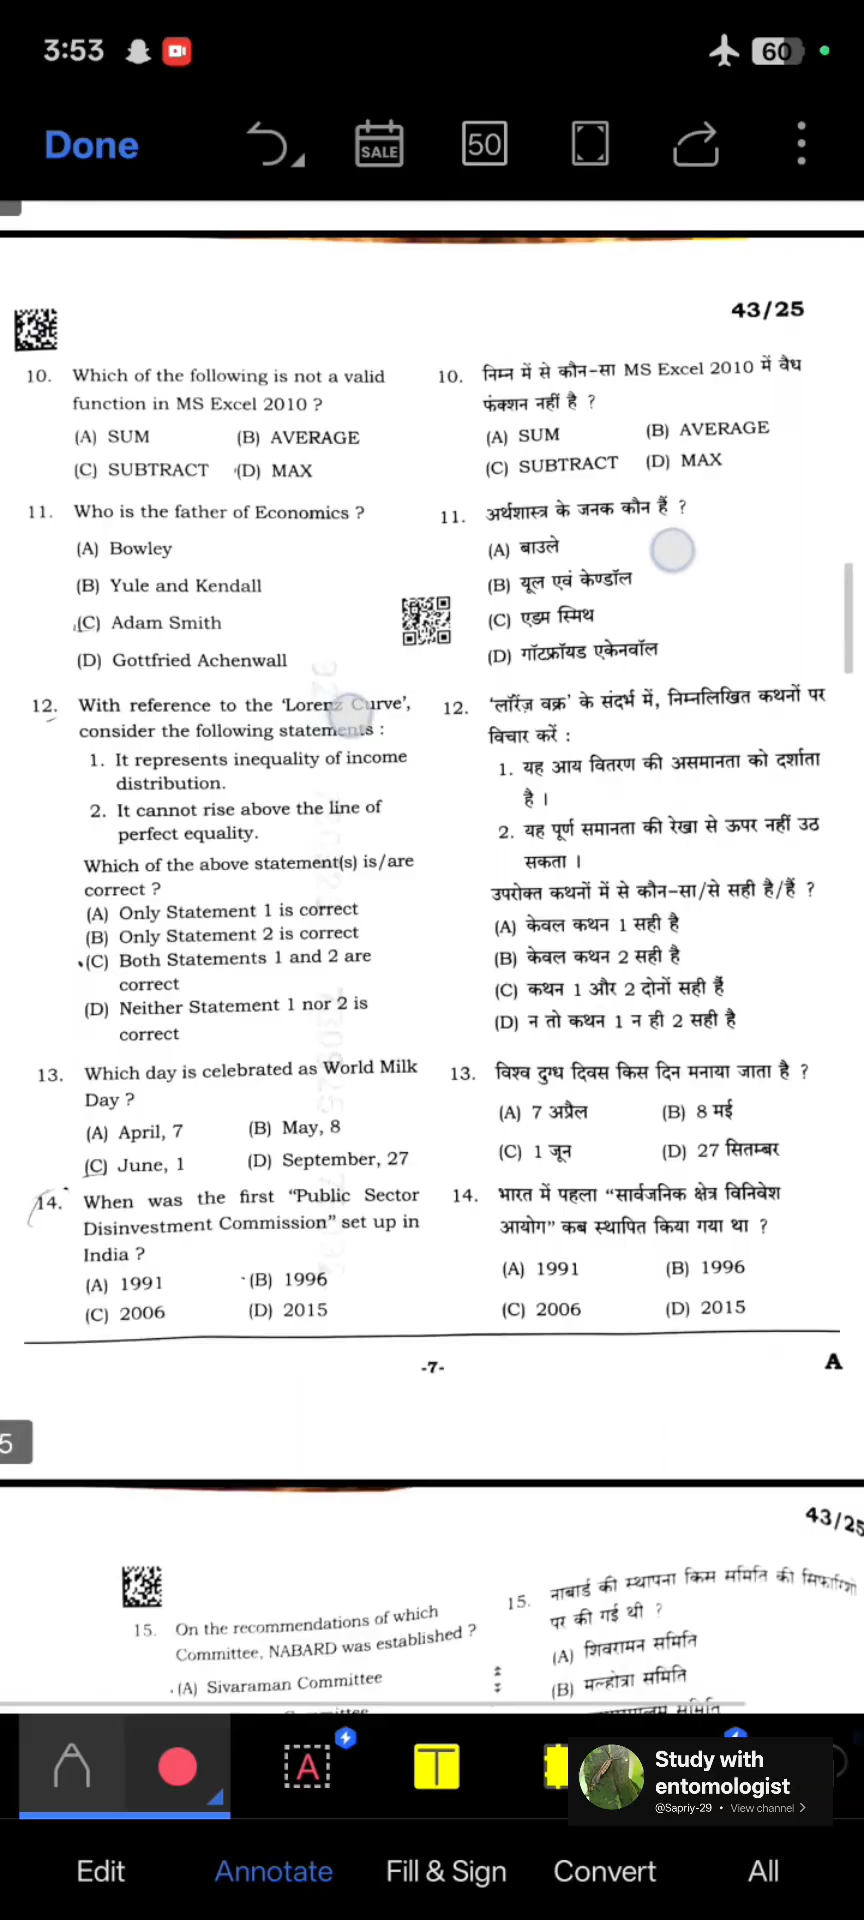 3:53
60
Done
SALE
50
43/25
10. Which of the following is not a valid
function in MS Excel 2010 ?
(A) SUM (B) AVERAGE
(C) SUBTRACT (D) MAX
11. Who is the father of Economics ?
(A) Bowley
(B) Yule and Kendall
(C) Adam Smith
(D) Gottfried Achenwall
12. With reference to the 'Lorenz Curve',
consider the following statements :
1. It represents inequality of income
distribution.
2. It cannot rise above the line of
perfect equality.
Which of the above statement(s) is/are
correct ?
(A) Only Statement 1 is correct
(B) Only Statement 2 is correct
(C) Both Statements 1 and 2 are
correct
(D) Neither Statement 1 nor 2 is
correct
13. Which day is celebrated as World Milk
Day ?
(A) April, 7 (B) May, 8
(C) June, 1 (D) September, 27
14. When was the first "Public Sector
Disinvestment Commission" set up in
India ?
(A) 1991 (B) 1996
(C) 2006 (D) 2015
10. निम्न में से कौन-सा MS Excel 2010 में वैध
फंक्शन नहीं है ?
(A) SUM (B) AVERAGE
(C) SUBTRACT (D) MAX
11. अर्थशास्त्र के जनक कौन हैं ?
(A) बाउले
(B) यूल एवं केण्डॉल
(C) एडम स्मिथ
(D) गॉटफ्रॉयड एकेनवॉल
12. 'लॉरेंज़ वक्र' के संदर्भ में, निम्नलिखित कथनों पर
विचार करें :
1. यह आय वितरण की असमानता को दर्शाता
है ।
2. यह पूर्ण समानता की रेखा से ऊपर नहीं उठ
सकता ।
उपरोक्त कथनों में से कौन-सा/से सही है/हैं ?
(A) केवल कथन 1 सही है
(B) केवल कथन 2 सही है
(C) कथन 1 और 2 दोनों सही हैं
(D) न तो कथन 1 न ही 2 सही है
13. विश्व दुग्ध दिवस किस दिन मनाया जाता है ?
(A) 7 अप्रैल (B) 8 मई
(C) 1 जून (D) 27 सितम्बर
14. भारत में पहला "सार्वजनिक क्षेत्र विनिवेश
आयोग" कब स्थापित किया गया था ?
(A) 1991 (B) 1996
(C) 2006 (D) 2015
-7-
A
5
43/25
15. On the recommendations of which
Committee, NABARD was established ?
(A) Sivaraman Committee
15. नाबार्ड की स्थापना किस समिति की सिफारिशों
पर की गई थी ?
(A) शिवरामन समिति
(B) मल्होत्रा समिति
A
T
Study with
entomologist
@Sapriy-29 • View channel
Edit
Annotate
Fill & Sign
Convert
All